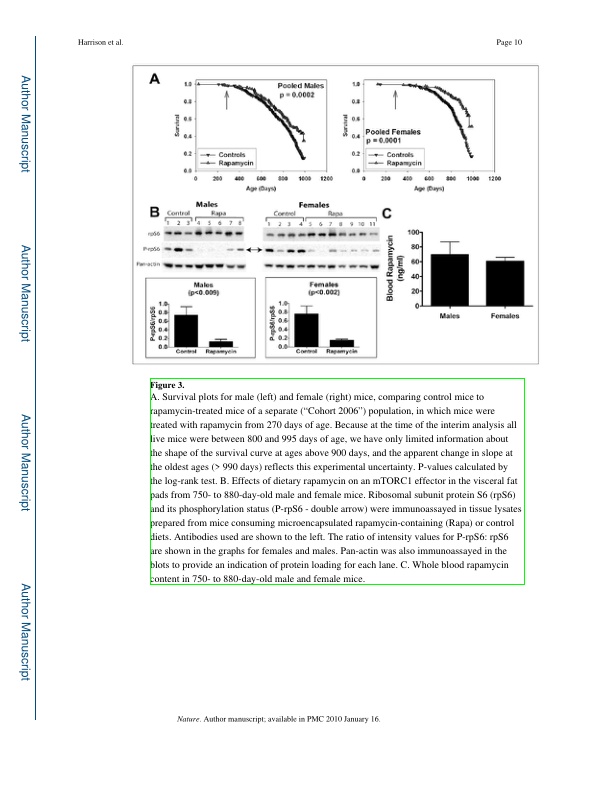 Harrison et al.
Page 10
Author Manuscript
Author Manuscript
Author Manuscript
Author Manuscript
A
Survival
1.0
0.8
0.6
0.4
0.2
0.0
Pooled Males
p = 0.0002
Controls
Rapamycin
0 200 400 600 800 1000 1200
Age (Days)
Survival
1.0
0.8
0.6
0.4
0.2
0.0
Pooled Females
p = 0.0001
Controls
Rapamycin
0 200 400 600 800 1000 1200
Age (Days)
B
Males
Control Rapa
1 2 3 4 5 6 7 8
Females
Control Rapa
1 2 3 4 5 6 7 8 9 10 11
rpS6
P-rpS6
Pan-actin
Males
(p<0.009)
P-rpS6/rpS6
1.0
0.8
0.6
0.4
0.2
0.0
Control Rapamycin
Females
(p<0.002)
P-rpS6/rpS6
1.0
0.8
0.6
0.4
0.2
0.0
Control Rapamycin
C
Blood Rapamycin
(ng/ml)
100
80
60
40
20
0
Males Females
Figure 3.
A. Survival plots for male (left) and female (right) mice, comparing control mice to
rapamycin-treated mice of a separate (“Cohort 2006”) population, in which mice were
treated with rapamycin from 270 days of age. Because at the time of the interim analysis all
live mice were between 800 and 995 days of age, we have only limited information about
the shape of the survival curve at ages above 900 days, and the apparent change in slope at
the oldest ages (> 990 days) reflects this experimental uncertainty. P-values calculated by
the log-rank test. B. Effects of dietary rapamycin on an mTORC1 effector in the visceral fat
pads from 750- to 880-day-old male and female mice. Ribosomal subunit protein S6 (rpS6)
and its phosphorylation status (P-rpS6 - double arrow) were immunoassayed in tissue lysates
prepared from mice consuming microencapsulated rapamycin-containing (Rapa) or control
diets. Antibodies used are shown to the left. The ratio of intensity values for P-rpS6: rpS6
are shown in the graphs for females and males. Pan-actin was also immunoassayed in the
blots to provide an indication of protein loading for each lane. C. Whole blood rapamycin
content in 750- to 880-day-old male and female mice.
Nature. Author manuscript; available in PMC 2010 January 16.